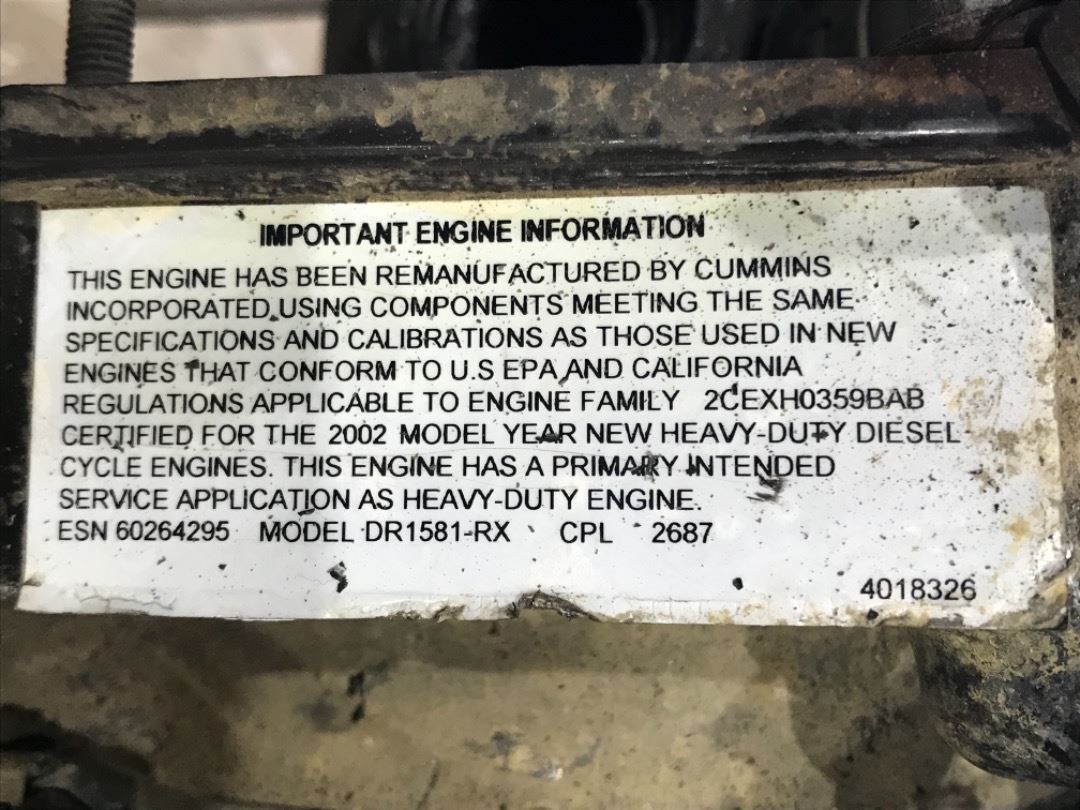 IMPORTANT ENGINE INFORMATION
THIS ENGINE HAS BEEN REMANUFACTURED BY CUMMINS
INCORPORATED USING COMPONENTS MEETING THE SAME
SPECIFICATIONS AND CALIBRATIONS AS THOSE USED IN NEW
ENGINES THAT CONFORM TO U.S EPA AND CALIFORNIA
REGULATIONS APPLICABLE TO ENGINE FAMILY 2CEXH0359BAB
CERTIFIED FOR THE 2002 MODEL YEAR NEW HEAVY-DUTY DIESEL
CYCLE ENGINES. THIS ENGINE HAS A PRIMARY INTENDED
SERVICE APPLICATION AS HEAVY-DUTY ENGINE.
ESN 60264295 MODEL DR1581-RX CPL 2687
4018326